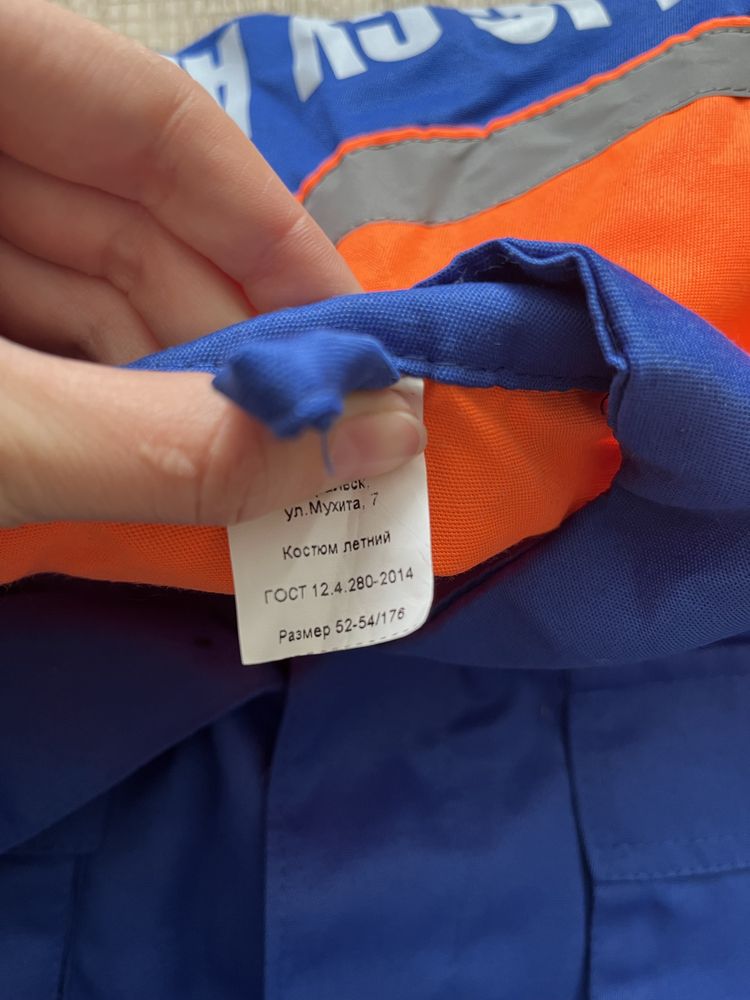 ул.Мухита, 7
Костюм летний
ГОСТ 12.4.280-2014
Размер 52-54/176